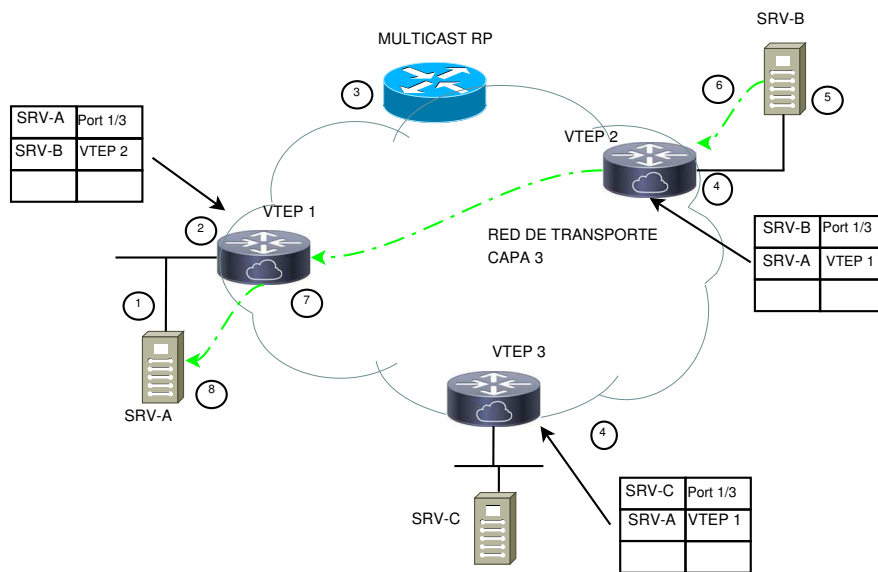 SRV-B
MULTICAST RP
3
6
5
SRV-A Port 1/3
SRV-B VTEP 2
VTEP 2
4
2
VTEP 1
RED DE TRANSPORTE
CAPA 3
SRV-B Port 1/3
SRV-A VTEP 1
1
7
8
SRV-A
VTEP 3
4
SRV-C Port 1/3
SRV-A VTEP 1
SRV-C